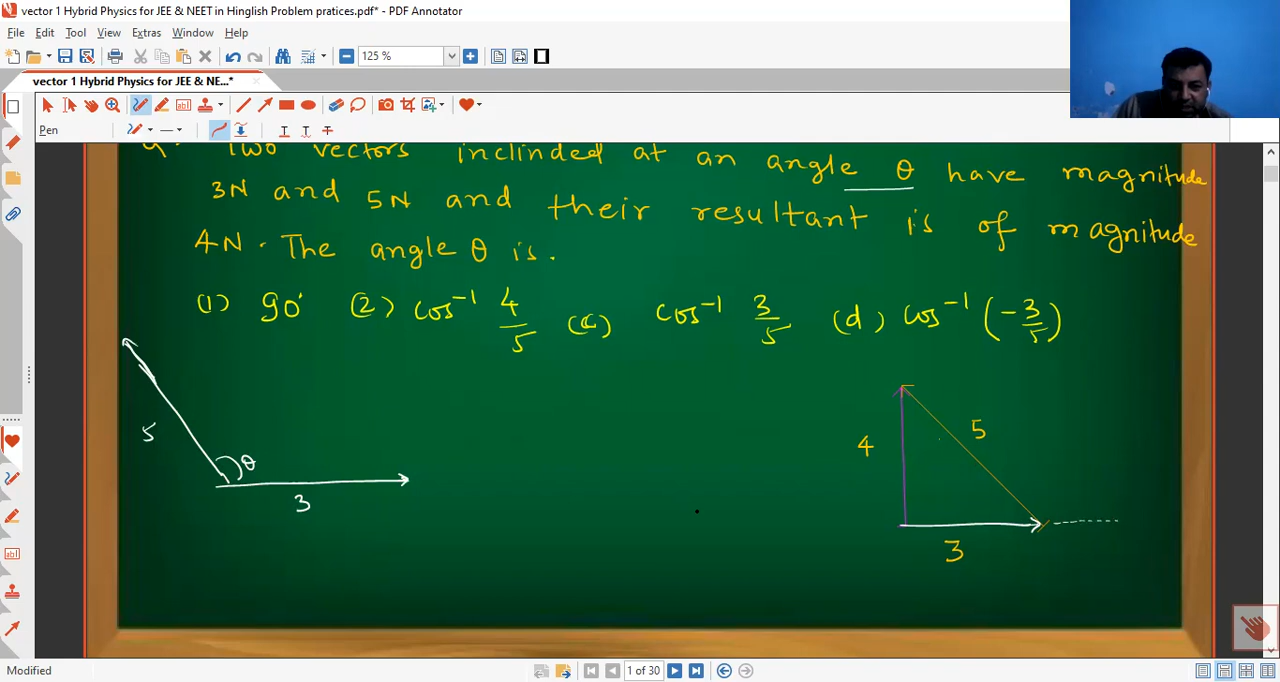 vector 1 Hybrid Physics for JEE & NEET in Hinglish Problem pratices.pdf* - PDF Annotator
File Edit Tool View Extras Window Help
125 %
vector 1 Hybrid Physics for JEE & NE...*
Pen
Two vectors inclinded at an angle θ have magnitude
3N and 5N and their resultant is of magnitude
4N. The angle θ is.
(1) 90° (2) cos⁻¹ 4/5 (c) cos⁻¹ 3/5 (d) cos⁻¹ (-3/5)
5
θ
3
4
5
3
Modified
1 of 30